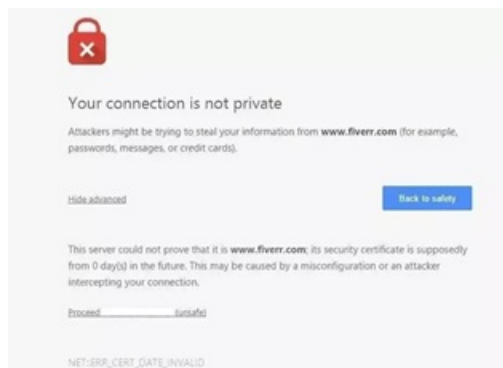 Your connection is not private
Attackers might be trying to steal your information from www.fiverr.com (for example,
passwords, messages, or credit cards).
Hide advanced
Back to safety
This server could not prove that it is www.fiverr.com; its security certificate is supposedly
from 0 day(s) in the future. This may be caused by a misconfiguration or an attacker
intercepting your connection.
Proceed (unsafe)
NET::ERR_CERT_DATE_INVALID